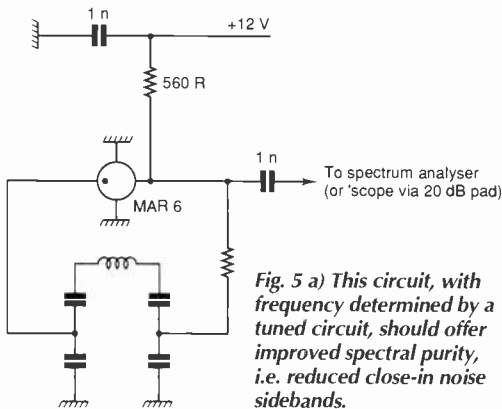 1 n
+12 V
560 R
1 n
To spectrum analyser
(or 'scope via 20 dB pad)
MAR 6
Fig. 5 a) This circuit, with
frequency determined by a
tuned circuit, should offer
improved spectral purity,
i.e. reduced close-in noise
sidebands.